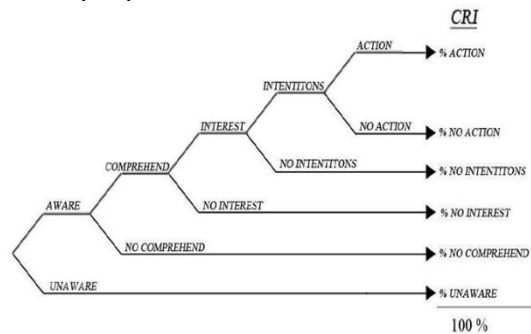 CRI
ACTION
% ACTION
INTENTITONS
INTEREST
NO ACTION
% NO ACTION
COMPREHEND
NO INTENTITONS
% NO INTENTITONS
AWARE
NO INTEREST
% NO INTEREST
NO COMPREHEND
% NO COMPREHEND
UNAWARE
% UNAWARE
100 %